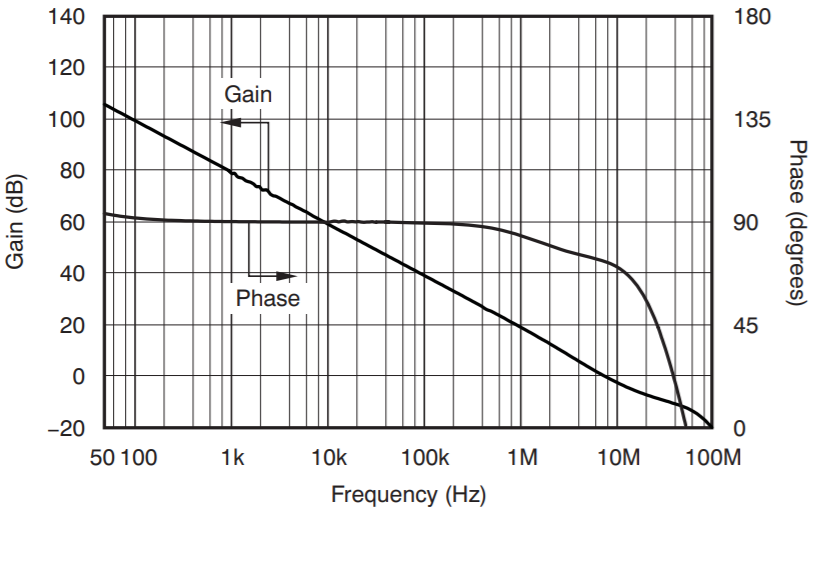 140
120
100
80
60
40
20
0
−20
Gain (dB)
Gain
Phase
180
135
90
45
0
Phase (degrees)
50 100 1k 10k 100k 1M 10M 100M
Frequency (Hz)